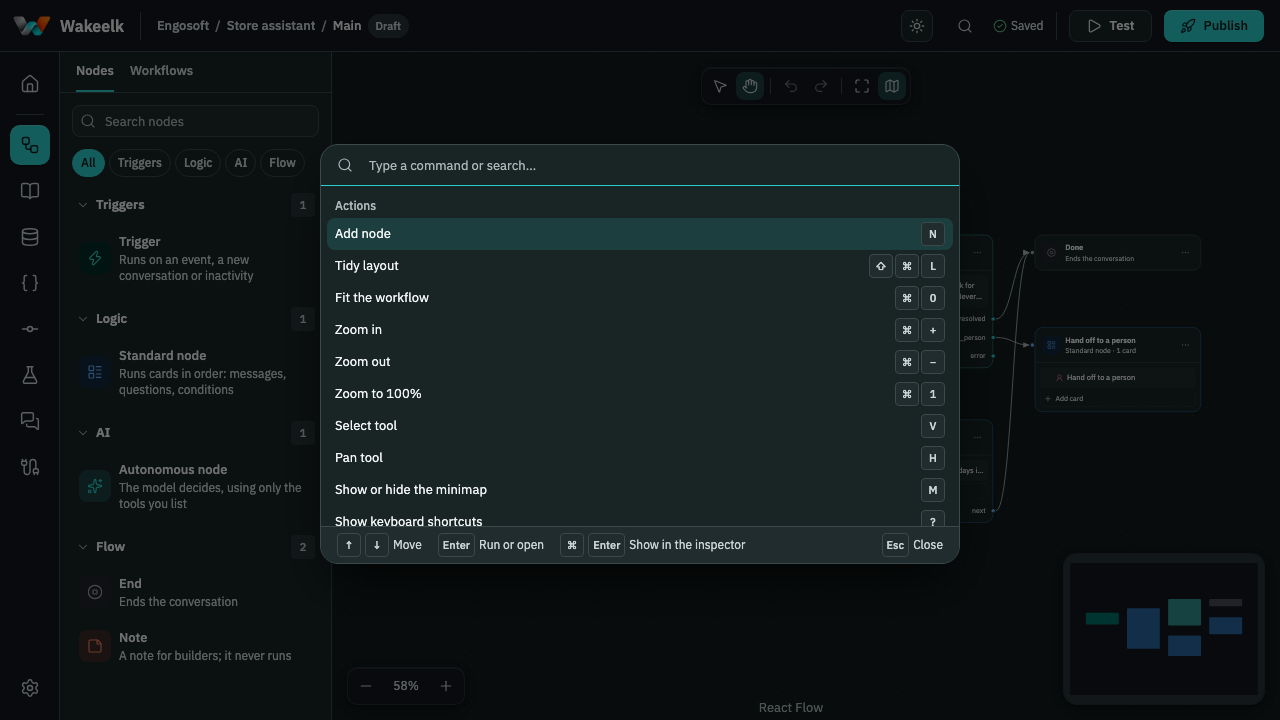 Wakeelk
Engosoft / Store assistant / Main
Draft
Saved
Test
Publish
Nodes
Workflows
Search nodes
All
Triggers
Logic
AI
Flow
Triggers
1
Trigger
Runs on an event, a new
conversation or inactivity
Logic
1
Standard node
Runs cards in order: messages,
questions, conditions
AI
1
Autonomous node
The model decides, using only the
tools you list
Flow
2
End
Ends the conversation
Note
A note for builders; it never runs
Type a command or search...
Actions
Add node
N
Tidy layout
⇧ ⌘ L
Fit the workflow
⌘ 0
Zoom in
⌘ +
Zoom out
⌘ −
Zoom to 100%
⌘ 1
Select tool
V
Pan tool
H
Show or hide the minimap
M
Show keyboard shortcuts
?
↑ ↓ Move
Enter Run or open
⌘ Enter Show in the inspector
Esc Close
k for
lever...
resolved
_person
error
days i...
next
Done
Ends the conversation
Hand off to a person
Standard node · 1 card
Hand off to a person
Add card
58%
React Flow